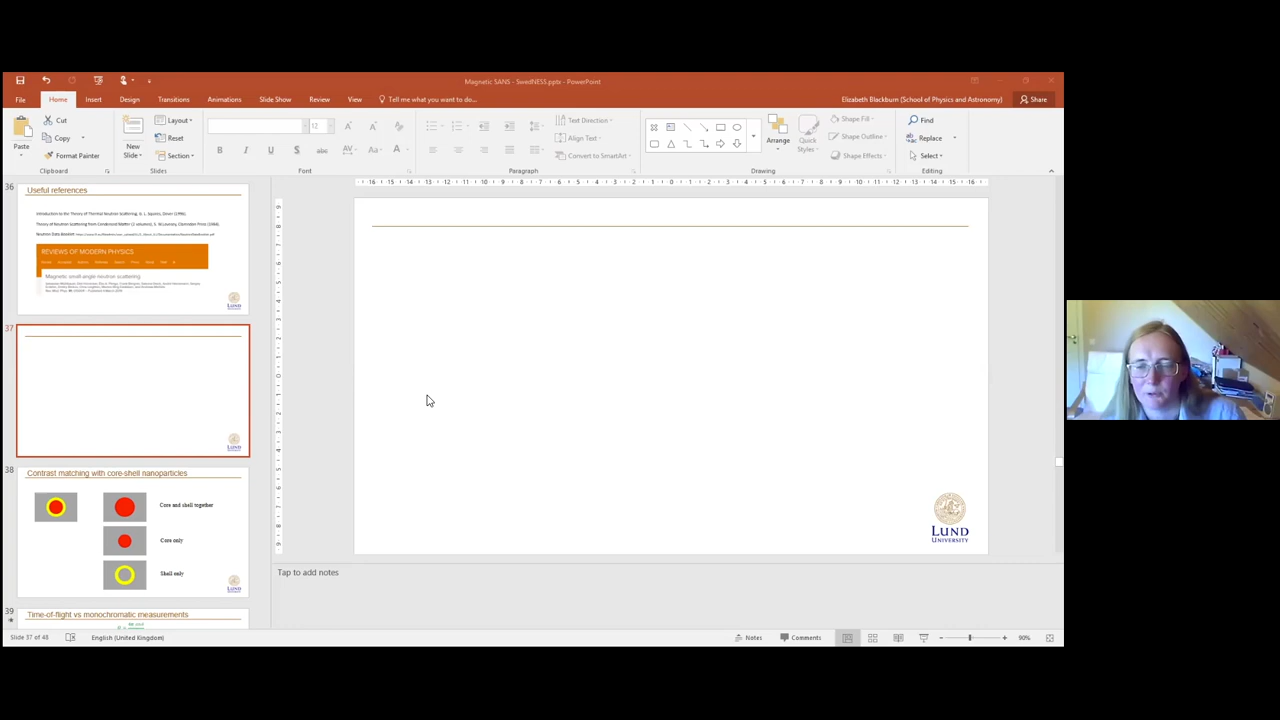 Magnetic SANS - SwedNESS.pptx - PowerPoint
File
Home
Insert
Design
Transitions
Animations
Slide Show
Review
View
Tell me what you want to do...
Elizabeth Blackburn (School of Physics and Astronomy)
Share
Paste
Cut
Copy
Format Painter
Clipboard
New
Slide
Layout
Reset
Section
Slides
12
Font
Text Direction
Align Text
Convert to SmartArt
Paragraph
Arrange
Quick
Styles
Shape Fill
Shape Outline
Shape Effects
Drawing
Find
Replace
Select
Editing
36
Useful references
REVIEWS OF MODERN PHYSICS
Magnetic small-angle neutron scattering
LUND
37
LUND
38
Contrast matching with core-shell nanoparticles
Core and shell together
Core only
Shell only
LUND
39
Time-of-flight vs monochromatic measurements
LUND
UNIVERSITY
Tap to add notes
Slide 37 of 48
English (United Kingdom)
Notes
Comments
90%